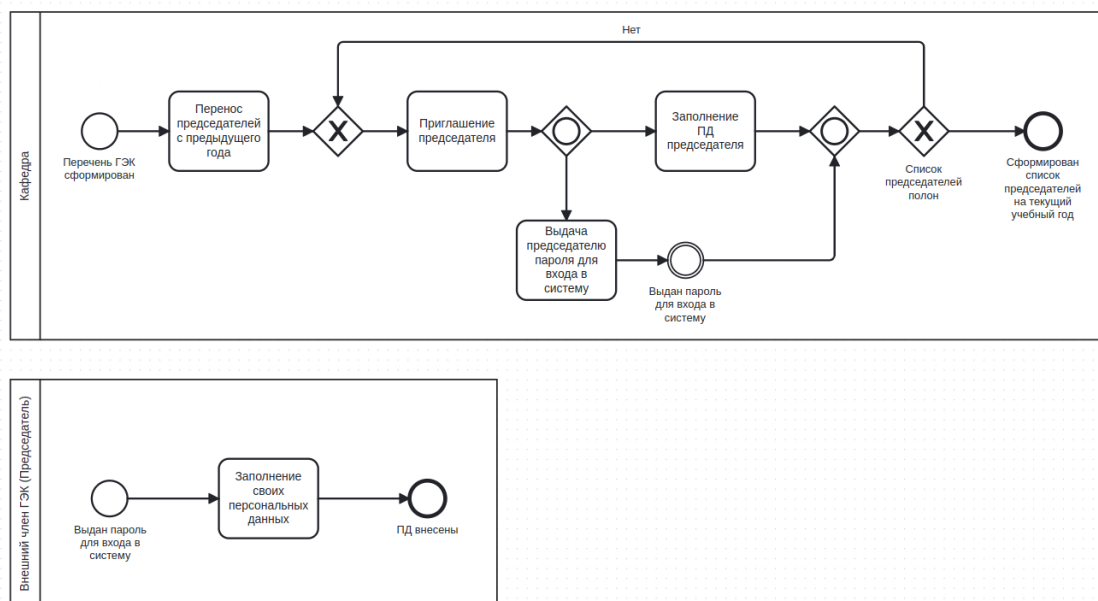 Нет
Кафедра
Перечень ГЭК
сформирован
Перенос
председателей
с предыдущего
года
Приглашение
председателя
Заполнение
ПД
председателя
Список
председателей
полон
Сформирован
список
председателей
на текущий
учебный год
Выдача
председателю
пароля для
входа в
систему
Выдан пароль
для входа в
систему
Внешний член ГЭК (Председатель)
Выдан пароль
для входа в
систему
Заполнение
своих
персональных
данных
ПД внесены